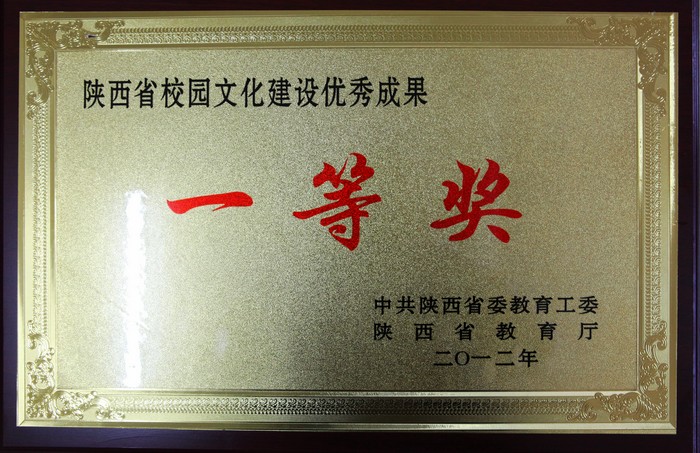 陕西省校园文化建设优秀成果
一等奖
中共陕西省委教育工委
陕西省教育厅
二〇一二年